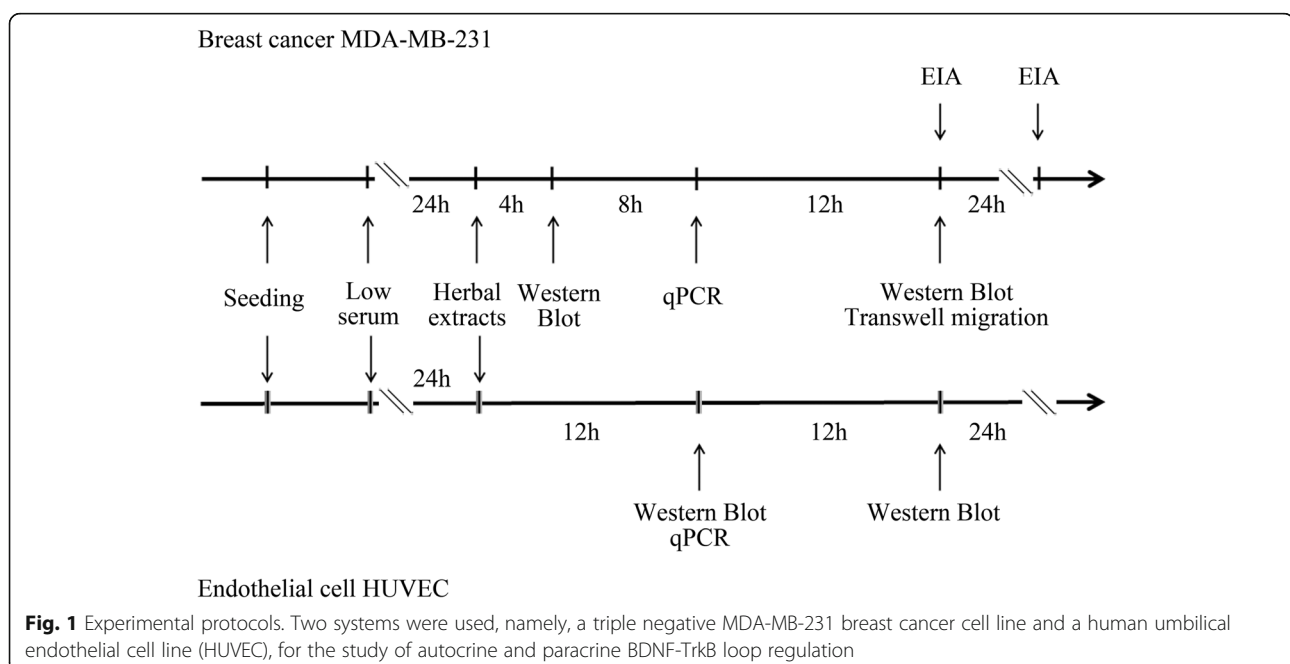 Breast cancer MDA-MB-231
EIA EIA
24h 4h 8h 12h 24h
Seeding Low serum Herbal extracts Western Blot qPCR Western Blot Transwell migration
24h
12h 12h 24h
Western Blot qPCR Western Blot
Endothelial cell HUVEC
Fig. 1 Experimental protocols. Two systems were used, namely, a triple negative MDA-MB-231 breast cancer cell line and a human umbilical
endothelial cell line (HUVEC), for the study of autocrine and paracrine BDNF-TrkB loop regulation